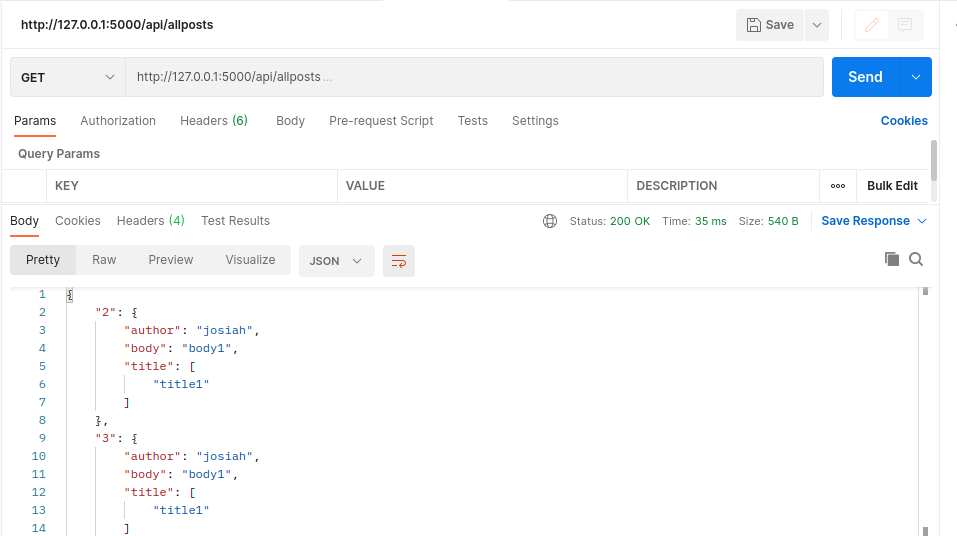 http://127.0.0.1:5000/api/allposts
Save
GET
http://127.0.0.1:5000/api/allposts ...
Send
Params Authorization Headers (6) Body Pre-request Script Tests Settings Cookies
Query Params
KEY VALUE DESCRIPTION ooo Bulk Edit
Body Cookies Headers (4) Test Results Status: 200 OK Time: 35 ms Size: 540 B Save Response
Pretty Raw Preview Visualize JSON
1 {
2 "2": {
3 "author": "josiah",
4 "body": "body1",
5 "title": [
6 "title1"
7 ]
8 },
9 "3": {
10 "author": "josiah",
11 "body": "body1",
12 "title": [
13 "title1"
14 ]